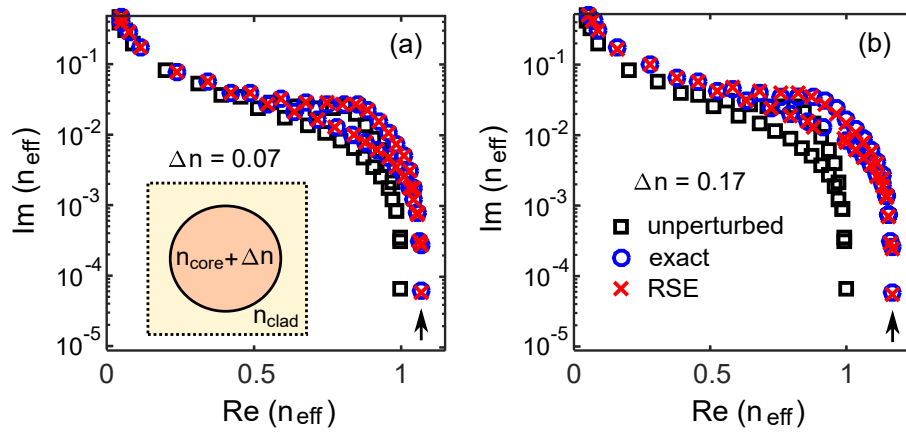 (a)
Im (n_eff)
10^-1
10^-2
10^-3
10^-4
10^-5
0
0.5
1
Re (n_eff)
Δn = 0.07
n_core + Δn
n_clad
(b)
Im (n_eff)
10^-1
10^-2
10^-3
10^-4
10^-5
0
0.5
1
Re (n_eff)
Δn = 0.17
unperturbed
exact
RSE